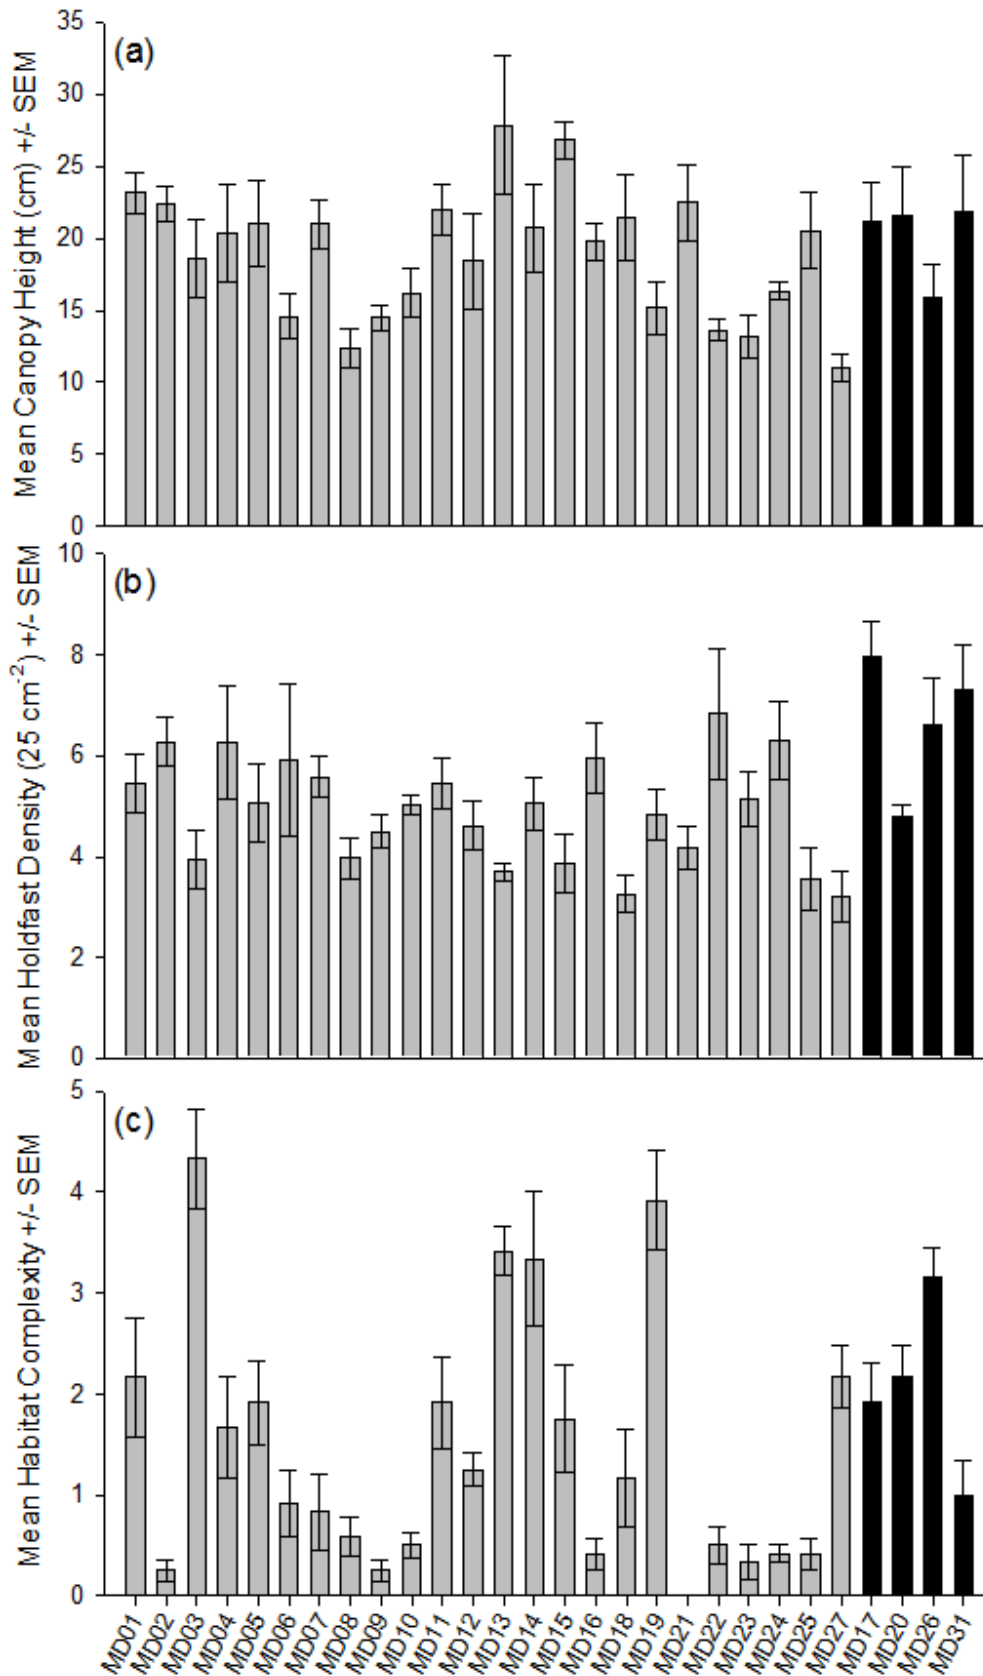 (a)
Mean Canopy Height (cm) +/- SEM
35
30
25
20
15
10
5
0
(b)
Mean Holdfast Density (25 cm-2) +/- SEM
10
8
6
4
2
0
(c)
Mean Habitat Complexity +/- SEM
5
4
3
2
1
0
MD01
MD02
MD03
MD04
MD05
MD06
MD07
MD08
MD09
MD10
MD11
MD12
MD13
MD14
MD15
MD16
MD18
MD19
MD21
MD22
MD23
MD24
MD25
MD27
MD17
MD20
MD26
MD31